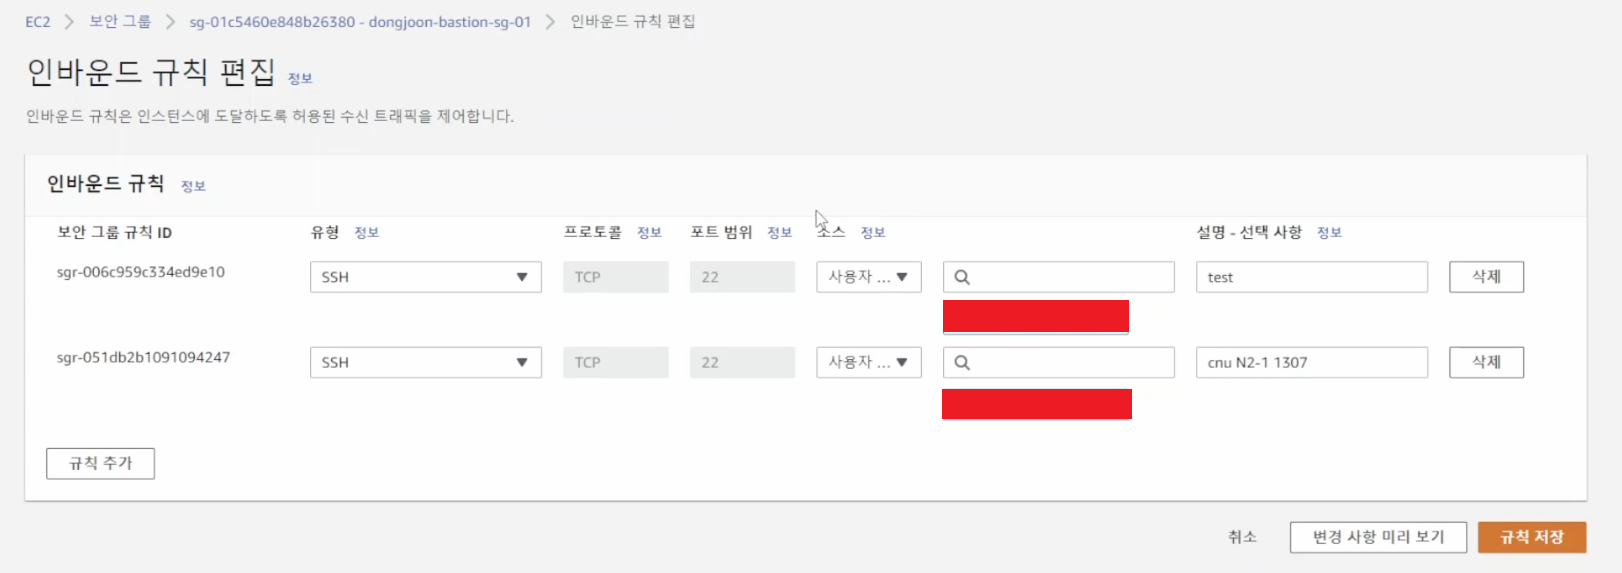 EC2 > 보안 그룹 > sg-01c5460e848b26380 - dongjoon-bastion-sg-01 > 인바운드 규칙 편집
인바운드 규칙 편집 정보
인바운드 규칙은 인스턴스에 도달하도록 허용된 수신 트래픽을 제어합니다.
인바운드 규칙 정보
보안 그룹 규칙 ID 유형 정보 프로토콜 정보 포트 범위 정보 소스 정보 설명 - 선택 사항 정보
sgr-006c959c334ed9e10 SSH TCP 22 사용자 ... test 삭제
sgr-051db2b1091094247 SSH TCP 22 사용자 ... cnu N2-1 1307 삭제
규칙 추가
취소 변경 사항 미리 보기 규칙 저장